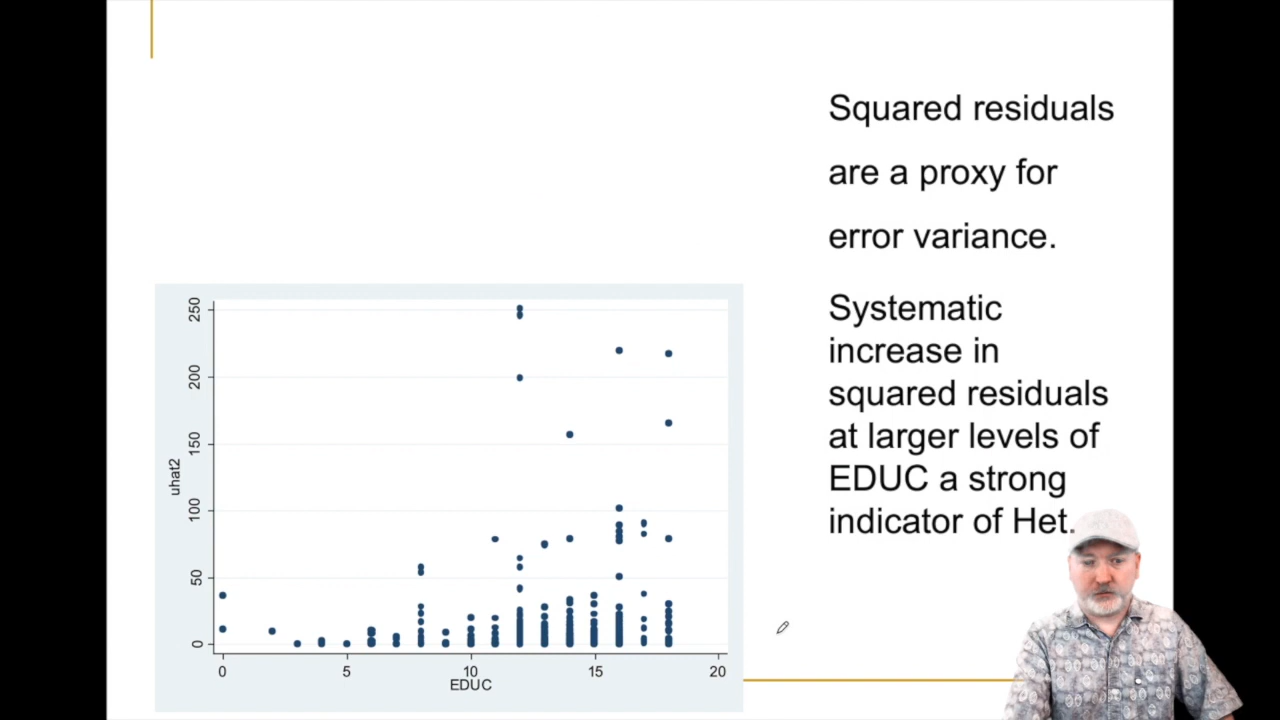 Squared residuals
are a proxy for
error variance.
Systematic
increase in
squared residuals
at larger levels of
EDUC a strong
indicator of Het.
250
200
150
100
50
0
uhat2
0 5 10 15 20
EDUC